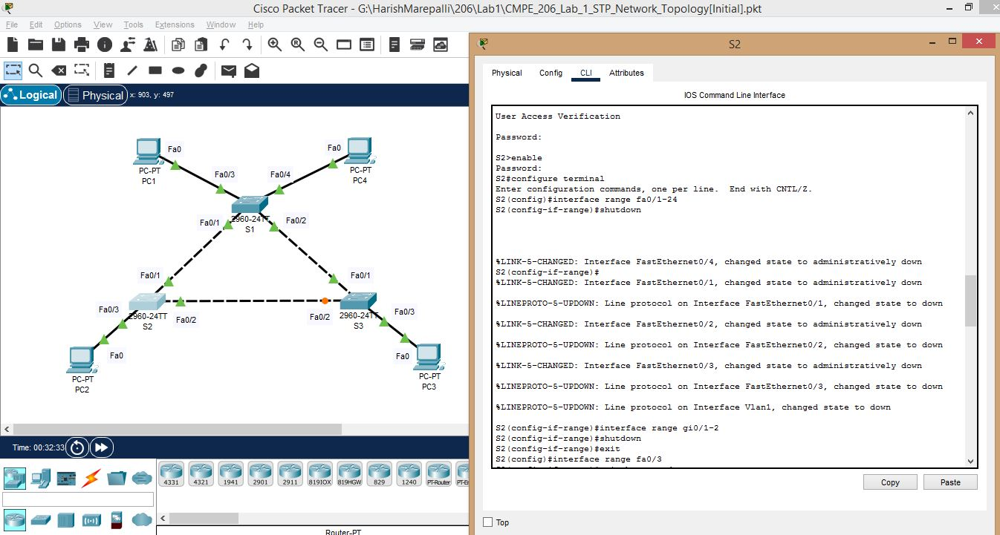 Cisco Packet Tracer - G:\HarishMarepalli\206\Lab1\CMPE_206_Lab_1_STP_Network_Topology[Initial].pkt
File Edit Options View Tools Extensions Window Help
Logical Physical x: 903, y: 497
Fa0
PC-PT
PC1
Fa0
PC-PT
PC4
Fa0/3
Fa0/4
Fa0/1
2960-24TT
S1
Fa0/2
Fa0/1
Fa0/1
Fa0/3
2960-24TT
S2
Fa0/2
Fa0/2
2960-24TT
S3
Fa0/3
Fa0
PC-PT
PC2
Fa0
PC-PT
PC3
Time: 00:32:33
4331 4321 1941 2901 2911 819IOX 819HGW 829 1240 PT-Router
Router-PT
S2
Physical Config CLI Attributes
IOS Command Line Interface
User Access Verification
Password:
S2>enable
Password:
S2#configure terminal
Enter configuration commands, one per line. End with CNTL/Z.
S2(config)#interface range fa0/1-24
S2(config-if-range)#shutdown
%LINK-5-CHANGED: Interface FastEthernet0/4, changed state to administratively down
S2(config-if-range)#
%LINK-5-CHANGED: Interface FastEthernet0/1, changed state to administratively down
%LINEPROTO-5-UPDOWN: Line protocol on Interface FastEthernet0/1, changed state to down
%LINK-5-CHANGED: Interface FastEthernet0/2, changed state to administratively down
%LINEPROTO-5-UPDOWN: Line protocol on Interface FastEthernet0/2, changed state to down
%LINK-5-CHANGED: Interface FastEthernet0/3, changed state to administratively down
%LINEPROTO-5-UPDOWN: Line protocol on Interface FastEthernet0/3, changed state to down
%LINEPROTO-5-UPDOWN: Line protocol on Interface Vlan1, changed state to down
S2(config-if-range)#interface range gi0/1-2
S2(config-if-range)#shutdown
S2(config-if-range)#exit
S2(config)#interface range fa0/3
Copy Paste
Top